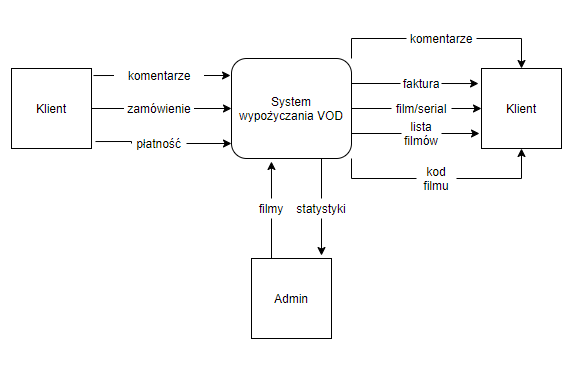 komentarze
komentarze
Klient
zamówienie
płatność
System
wypożyczania VOD
faktura
film/serial
lista
filmów
kod
filmu
Klient
filmy
statystyki
Admin